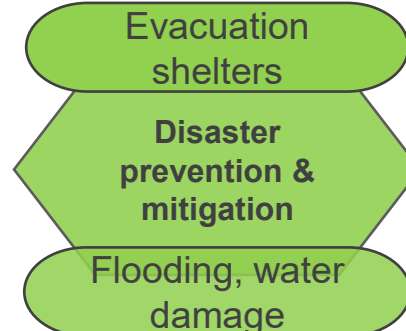 Evacuation
shelters
Disaster
prevention &
mitigation
Flooding, water
damage